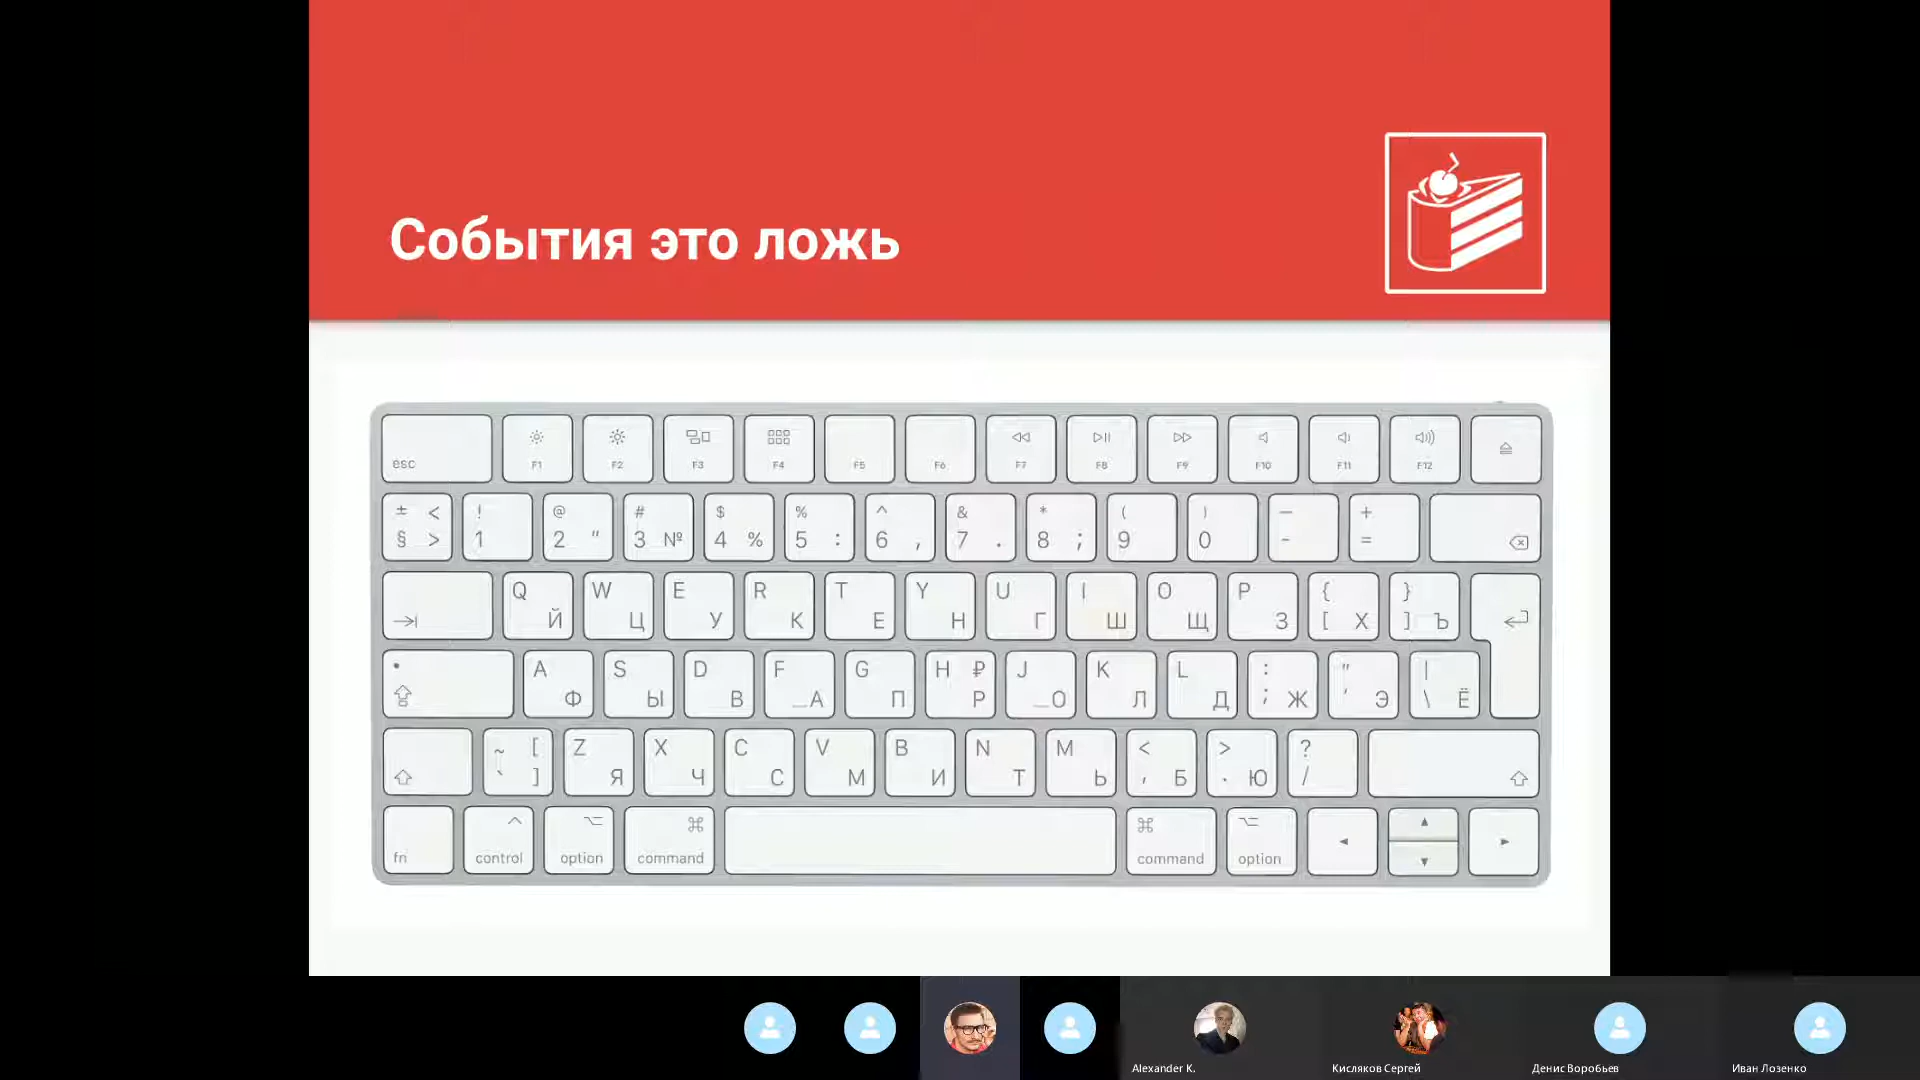 События это ложь
esc F1 F2 F3 F4 F5 F6 F7 F8 F9 F10 F11 F12
± < ! @ # $ % ^ & * ( ) — +
§ > 1 2 " 3 № 4 % 5 : 6 , 7 . 8 ; 9 0 - =
Q W E R T Y U I O P { }
Й Ц У К Е Н Г Ш Щ З [ Х ] Ъ
A S D F G H ₽ J K L : " |
Ф Ы В _ А П Р _ О Л Д ; Ж ' Э \ Ё
~ [ Z X C V B N M < > ?
` ] Я Ч С М И Т Ь , Б . Ю /
^ ⌥ ⌘ ⌘ ⌥
fn control option command command option
Alexander K. Кисляков Сергей Денис Воробьев Иван Лозенко